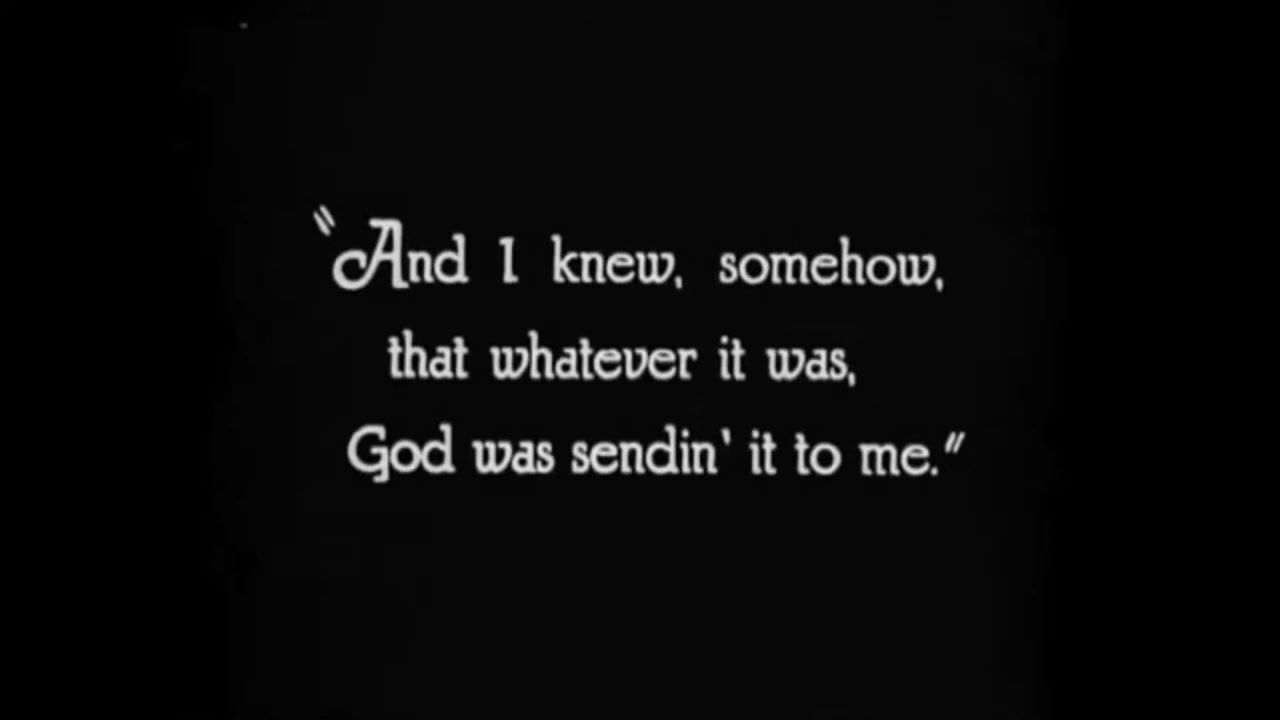 "And I knew, somehow,
that whatever it was,
God was sendin' it to me."